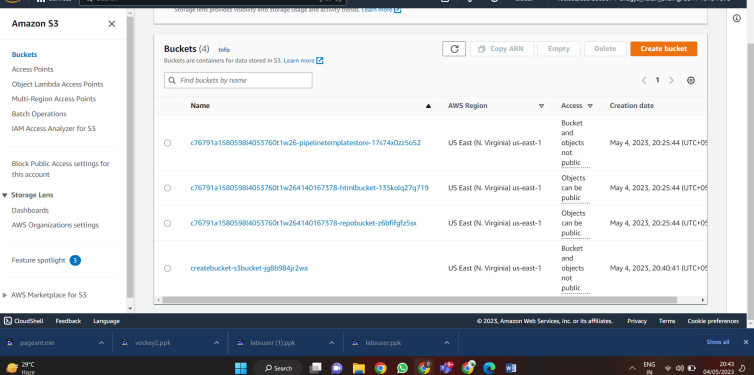 Storage lens provides visibility into storage usage and activity trends. Learn more
Amazon S3
Buckets
Access Points
Object Lambda Access Points
Multi-Region Access Points
Batch Operations
IAM Access Analyzer for S3
Block Public Access settings for
this account
Storage Lens
Dashboards
AWS Organizations settings
Feature spotlight 3
AWS Marketplace for S3
Buckets (4) Info
Buckets are containers for data stored in S3. Learn more
Copy ARN Empty Delete Create bucket
Find buckets by name
1
Name AWS Region Access Creation date
c76791a1580598l4053760t1w26-pipelinetemplatestore-17s74x0zz5o52 US East (N. Virginia) us-east-1 Bucket and objects not public May 4, 2023, 20:25:44 (UTC+05
c76791a1580598l4053760t1w264140167378-htmlbucket-135kolq27q719 US East (N. Virginia) us-east-1 Objects can be public May 4, 2023, 20:25:44 (UTC+05
c76791a1580598l4053760t1w264140167378-repobucket-z6bfifgfz5sx US East (N. Virginia) us-east-1 Objects can be public May 4, 2023, 20:25:44 (UTC+05
createbucket-s3bucket-jg8b984jr2wa US East (N. Virginia) us-east-1 Bucket and objects not public May 4, 2023, 20:40:41 (UTC+05
CloudShell Feedback Language © 2023, Amazon Web Services, Inc. or its affiliates. Privacy Terms Cookie preferences
pageant.exe vockey2.ppk labsuser (1).ppk labsuser.ppk Show all
29°C
Haze
Search
ENG
IN
20:43
04/05/2023